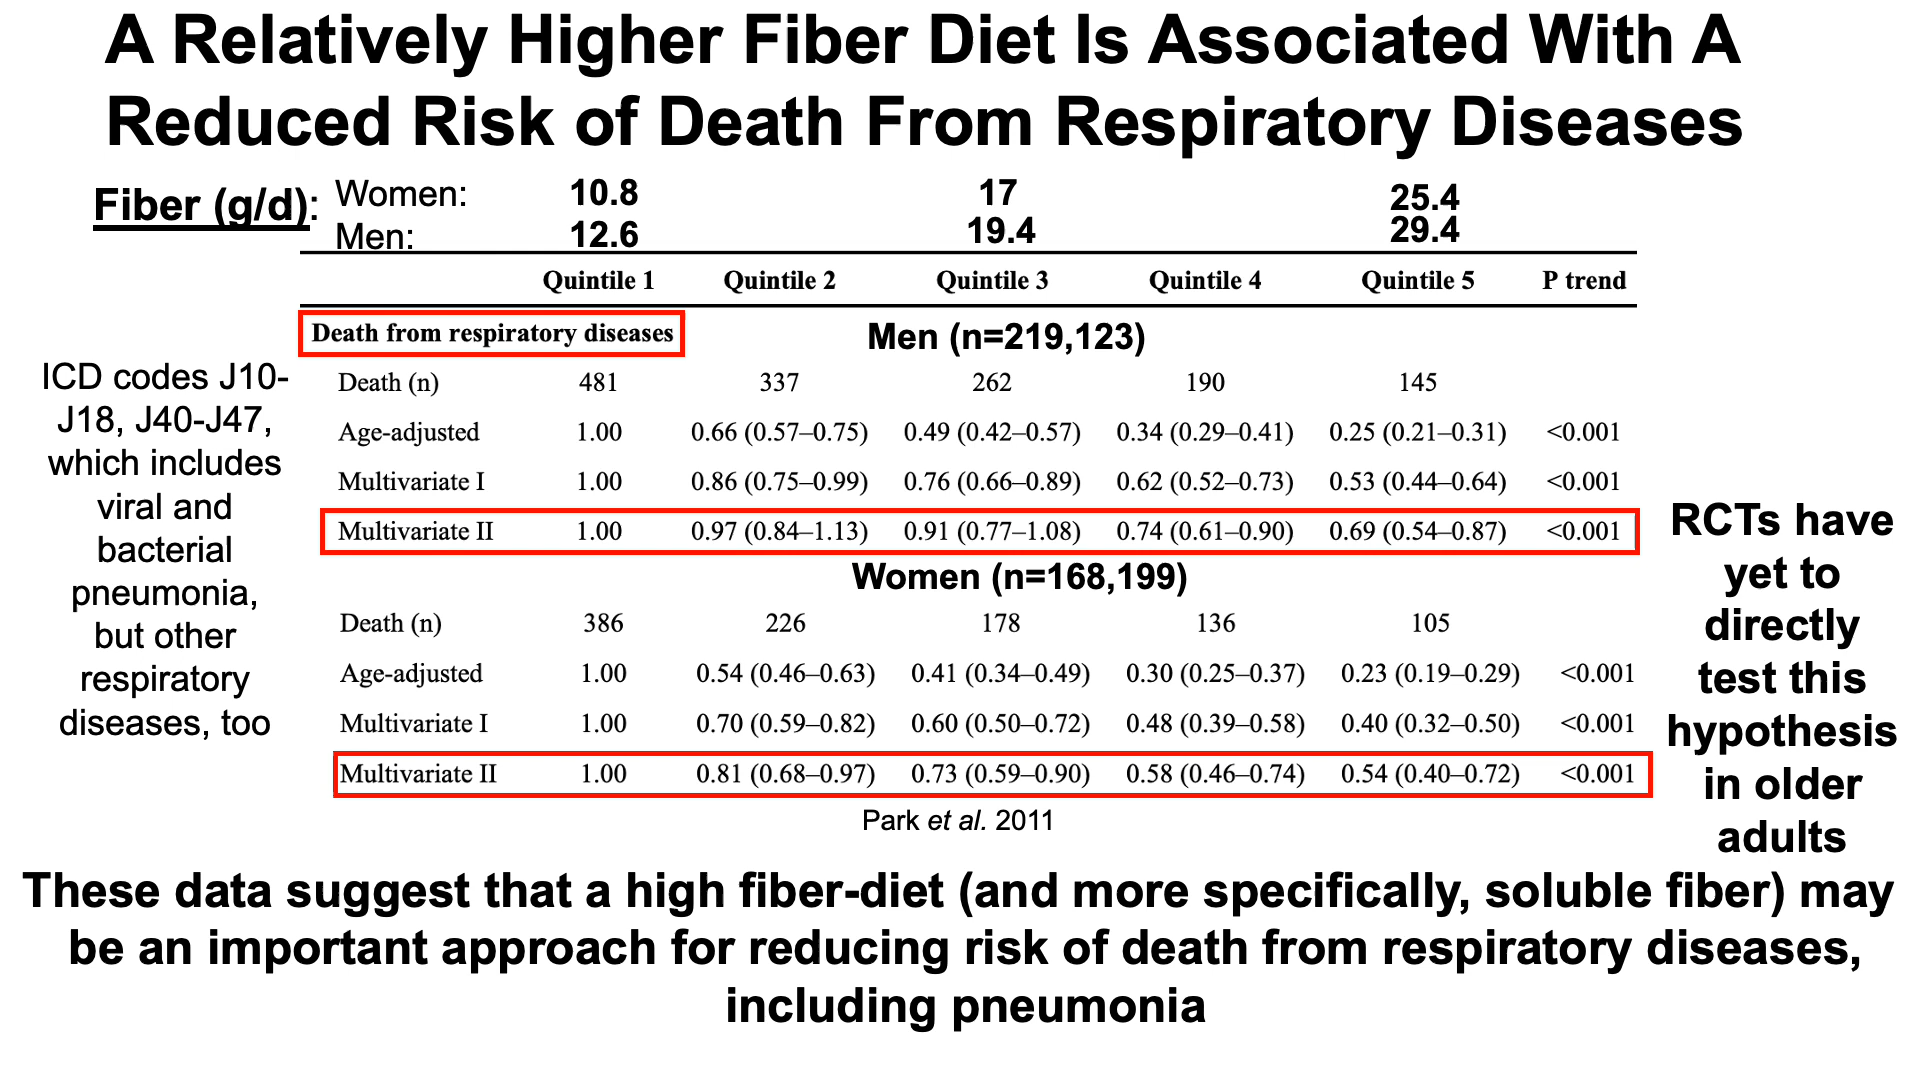 A Relatively Higher Fiber Diet Is Associated With A
Reduced Risk of Death From Respiratory Diseases
Fiber (g/d):
Women: 10.8 17 25.4
Men: 12.6 19.4 29.4
Quintile 1 Quintile 2 Quintile 3 Quintile 4 Quintile 5 P trend
Death from respiratory diseases
Men (n=219,123)
Death (n) 481 337 262 190 145
Age-adjusted 1.00 0.66 (0.57–0.75) 0.49 (0.42–0.57) 0.34 (0.29–0.41) 0.25 (0.21–0.31) <0.001
Multivariate I 1.00 0.86 (0.75–0.99) 0.76 (0.66–0.89) 0.62 (0.52–0.73) 0.53 (0.44–0.64) <0.001
Multivariate II 1.00 0.97 (0.84–1.13) 0.91 (0.77–1.08) 0.74 (0.61–0.90) 0.69 (0.54–0.87) <0.001
Women (n=168,199)
Death (n) 386 226 178 136 105
Age-adjusted 1.00 0.54 (0.46–0.63) 0.41 (0.34–0.49) 0.30 (0.25–0.37) 0.23 (0.19–0.29) <0.001
Multivariate I 1.00 0.70 (0.59–0.82) 0.60 (0.50–0.72) 0.48 (0.39–0.58) 0.40 (0.32–0.50) <0.001
Multivariate II 1.00 0.81 (0.68–0.97) 0.73 (0.59–0.90) 0.58 (0.46–0.74) 0.54 (0.40–0.72) <0.001
ICD codes J10-
J18, J40-J47,
which includes
viral and
bacterial
pneumonia,
but other
respiratory
diseases, too
RCTs have
yet to
directly
test this
hypothesis
in older
adults
Park et al. 2011
These data suggest that a high fiber-diet (and more specifically, soluble fiber) may
be an important approach for reducing risk of death from respiratory diseases,
including pneumonia